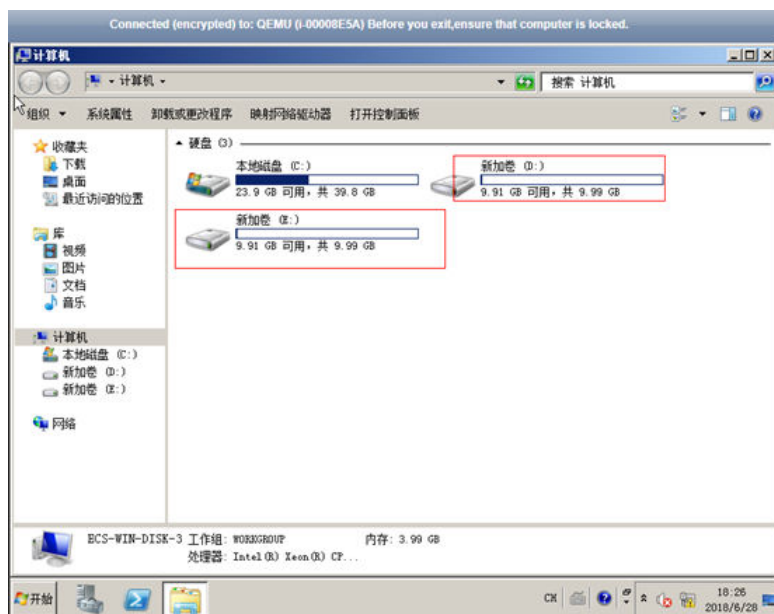 Connected (encrypted) to: QEMU (i-00008E5A) Before you exit,ensure that computer is locked.
计算机
计算机
搜索 计算机
组织 系统属性 卸载或更改程序 映射网络驱动器 打开控制面板
收藏夹
下载
桌面
最近访问的位置
库
视频
图片
文档
音乐
计算机
本地磁盘 (C:)
新加卷 (D:)
新加卷 (E:)
网络
硬盘 (3)
本地磁盘 (C:)
23.9 GB 可用，共 39.8 GB
新加卷 (D:)
9.91 GB 可用，共 9.99 GB
新加卷 (E:)
9.91 GB 可用，共 9.99 GB
ECS-WIN-DISK-3 工作组: WORKGROUP 内存: 3.99 GB
处理器: Intel(R) Xeon(R) CP...
开始
CH
18:26
2018/6/28